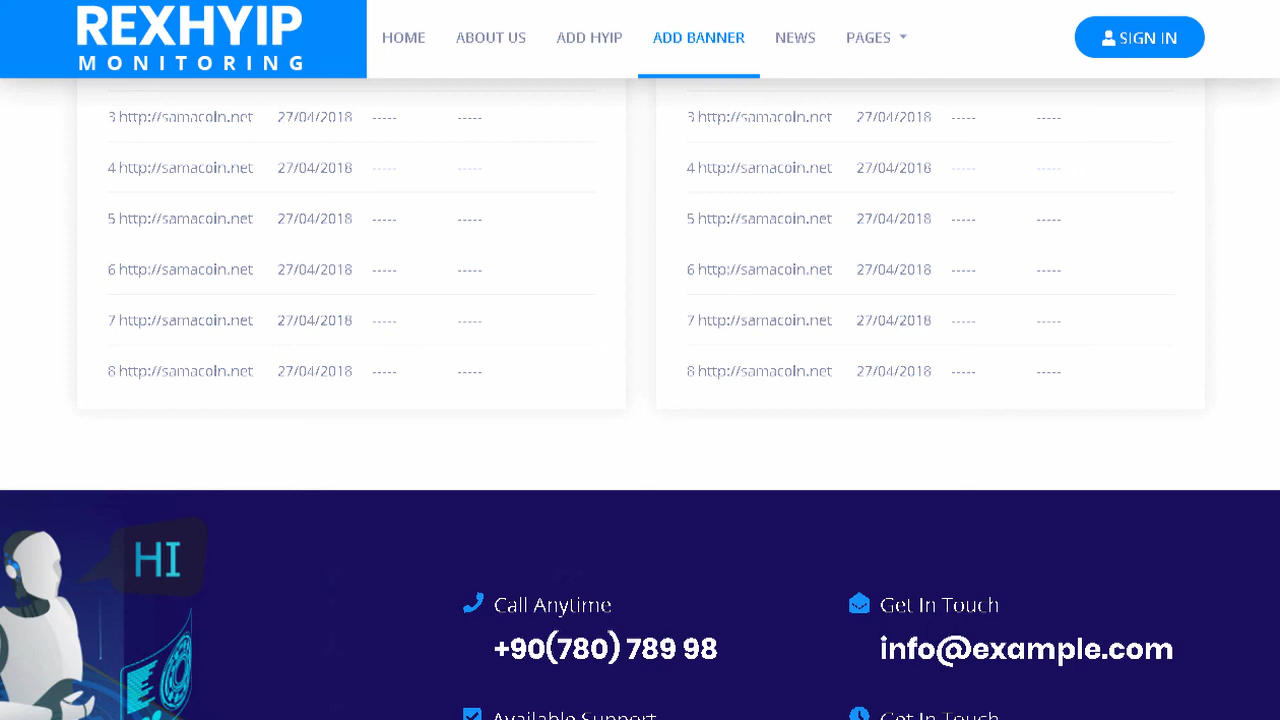 REXHYIP
MONITORING
HOME ABOUT US ADD HYIP ADD BANNER NEWS PAGES SIGN IN
3 http://samacoin.net 27/04/2018 ----- -----
4 http://samacoin.net 27/04/2018 ----- -----
5 http://samacoin.net 27/04/2018 ----- -----
6 http://samacoin.net 27/04/2018 ----- -----
7 http://samacoin.net 27/04/2018 ----- -----
8 http://samacoin.net 27/04/2018 ----- -----
3 http://samacoin.net 27/04/2018 ----- -----
4 http://samacoin.net 27/04/2018 ----- -----
5 http://samacoin.net 27/04/2018 ----- -----
6 http://samacoin.net 27/04/2018 ----- -----
7 http://samacoin.net 27/04/2018 ----- -----
8 http://samacoin.net 27/04/2018 ----- -----
HI
Call Anytime
+90(780) 789 98
Get In Touch
info@example.com
Available Support
Get In Touch